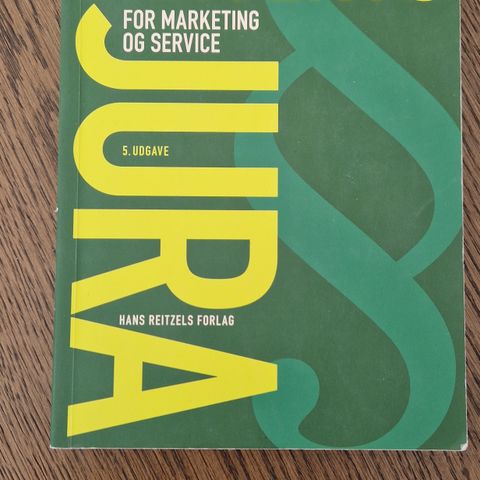 FOR MARKETING
OG SERVICE
JURA
5. UDGAVE
HANS REITZELS FORLAG